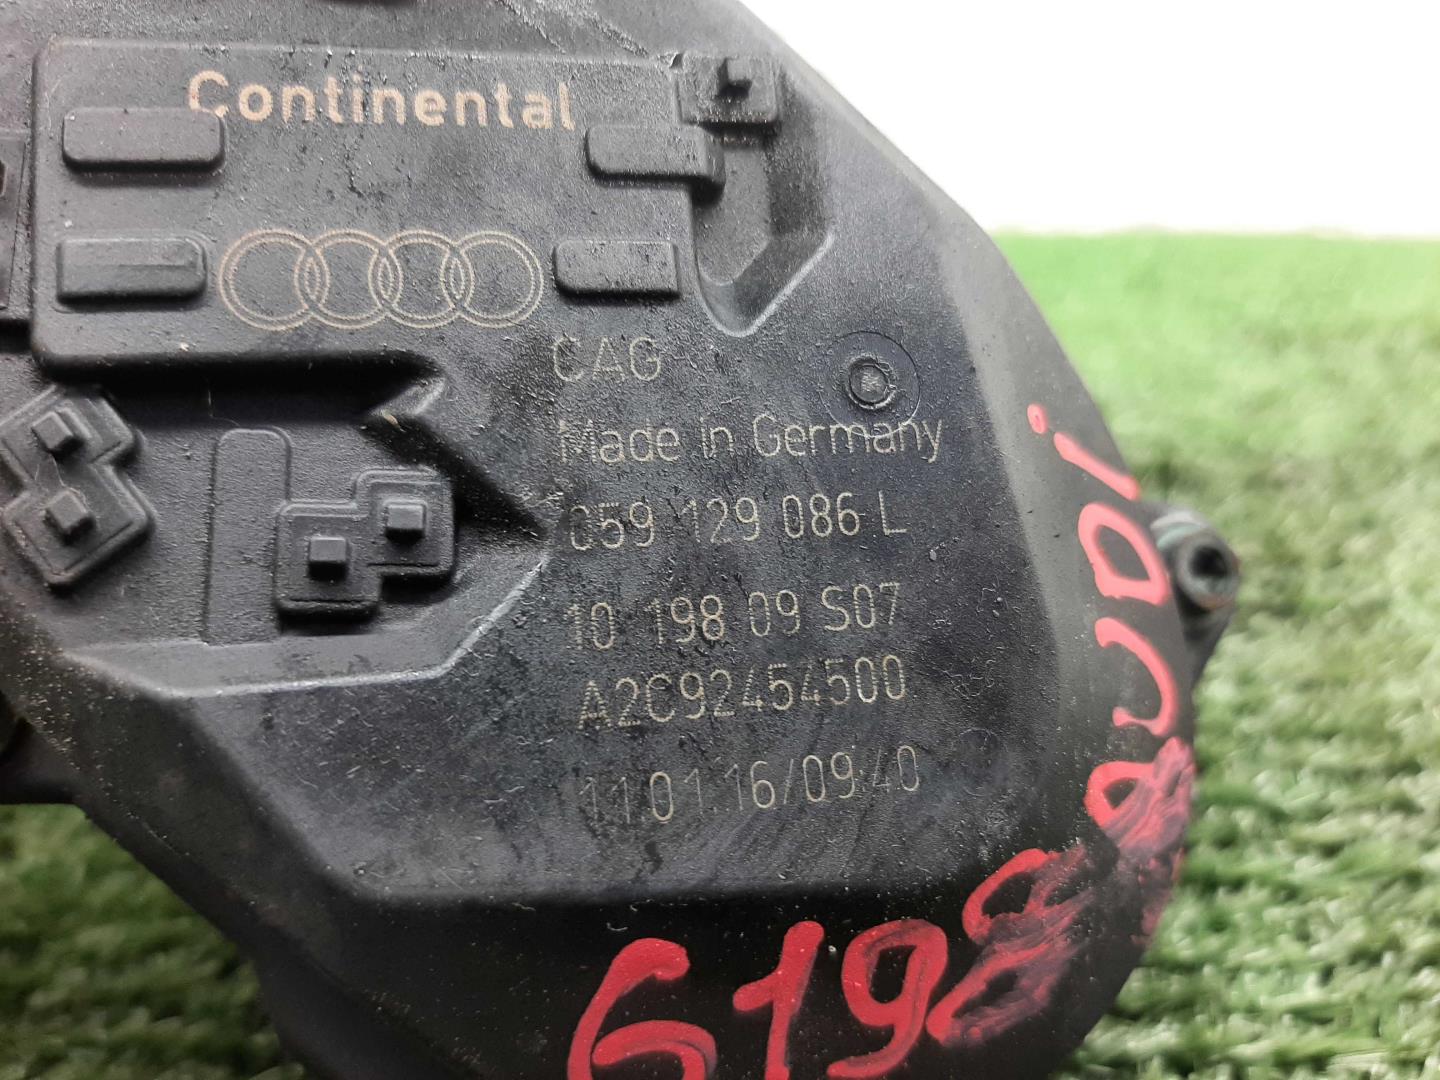 Continental
CAG
Made in Germany
059 129 086 L
10 198 09 S07
A2C92454500
11.01.16/09:40
6198